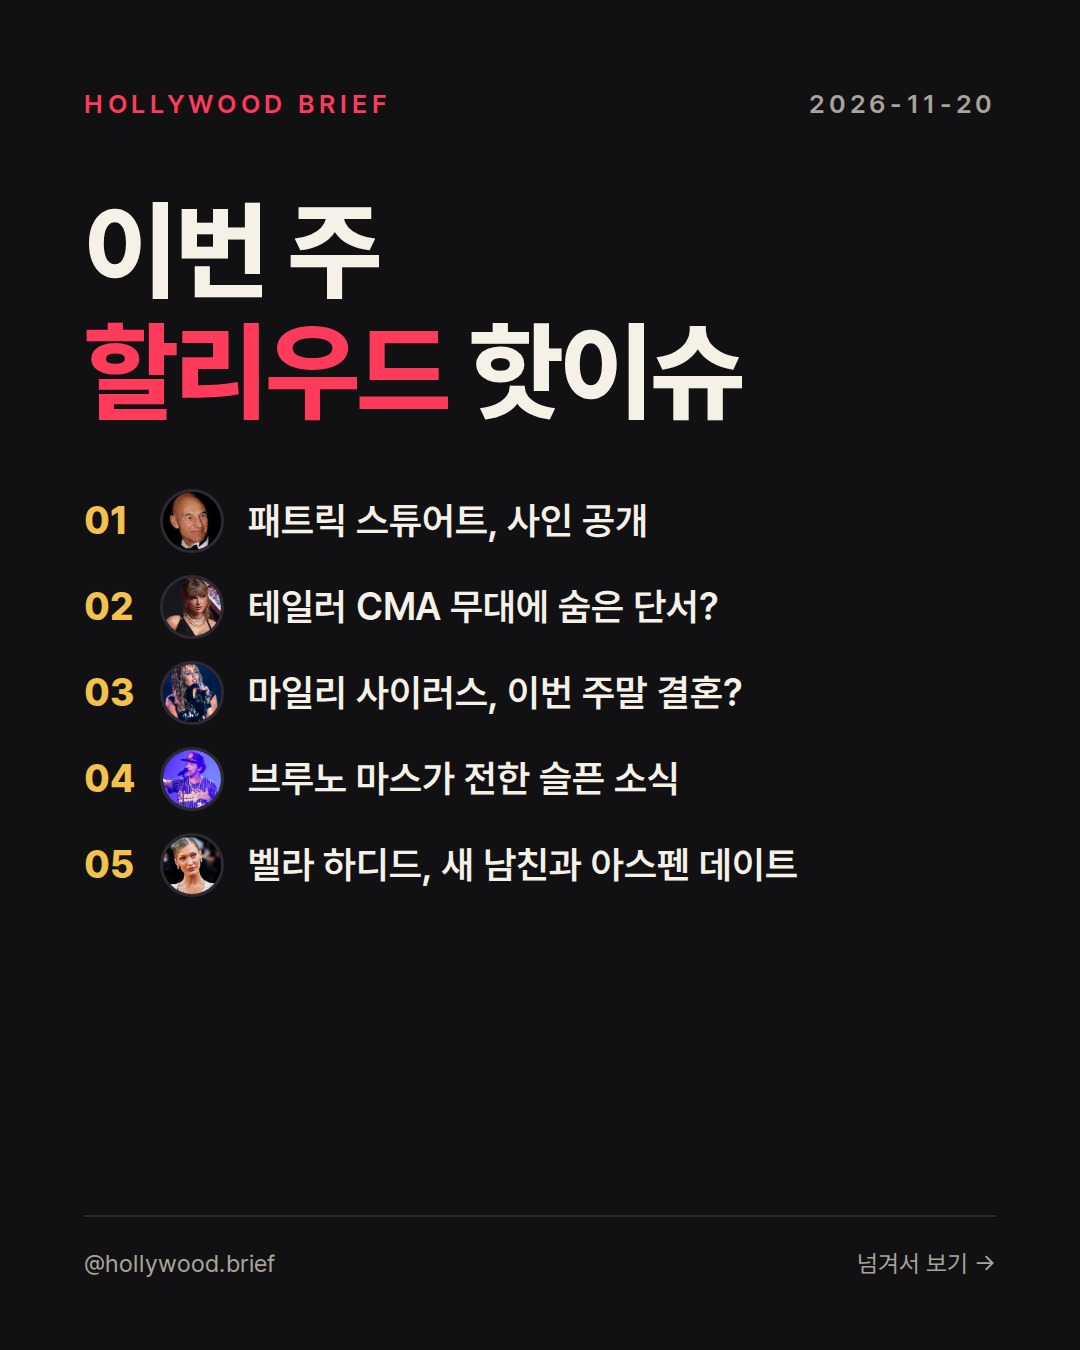 HOLLYWOOD BRIEF
2026-11-20
이번 주
할리우드 핫이슈
01 패트릭 스튜어트, 사인 공개
02 테일러 CMA 무대에 숨은 단서?
03 마일리 사이러스, 이번 주말 결혼?
04 브루노 마스가 전한 슬픈 소식
05 벨라 하디드, 새 남친과 아스펜 데이트
@hollywood.brief
넘겨서 보기 →